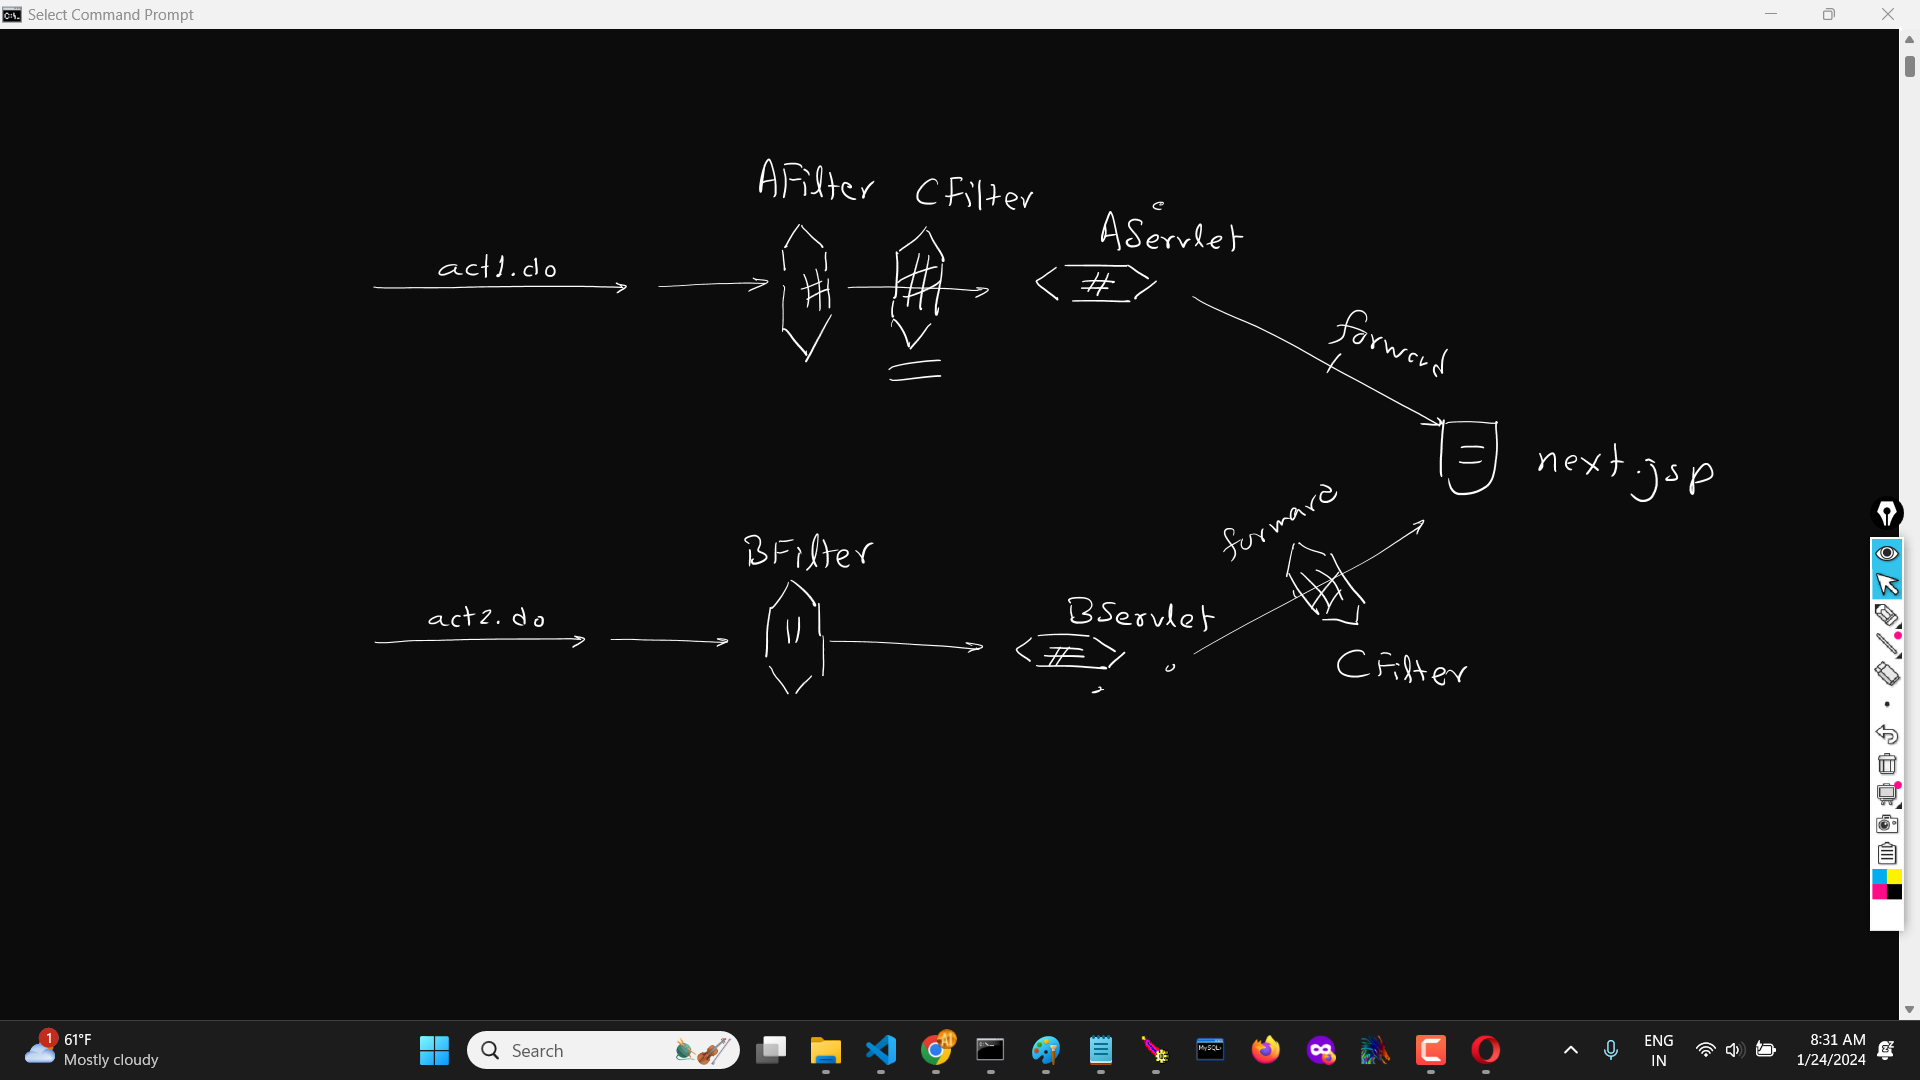 Select Command Prompt
AFilter
CFilter
AServlet
act1.do
forward
next.jsp
forward
BFilter
act2.do
BServlet
CFilter
1
61°F
Mostly cloudy
Search
MySQL
ENG
IN
8:31 AM
1/24/2024